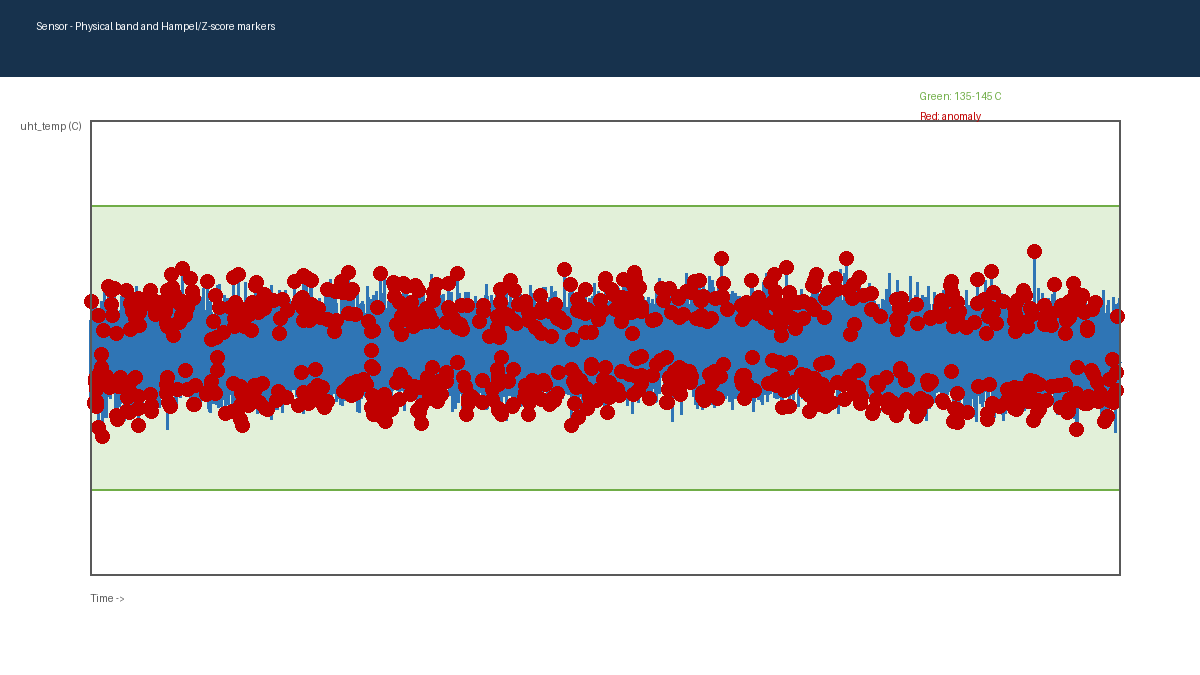 Sensor - Physical band and Hampel/Z-score markers
Green: 135-145 C
Red: anomaly
uht_temp (C)
Time ->